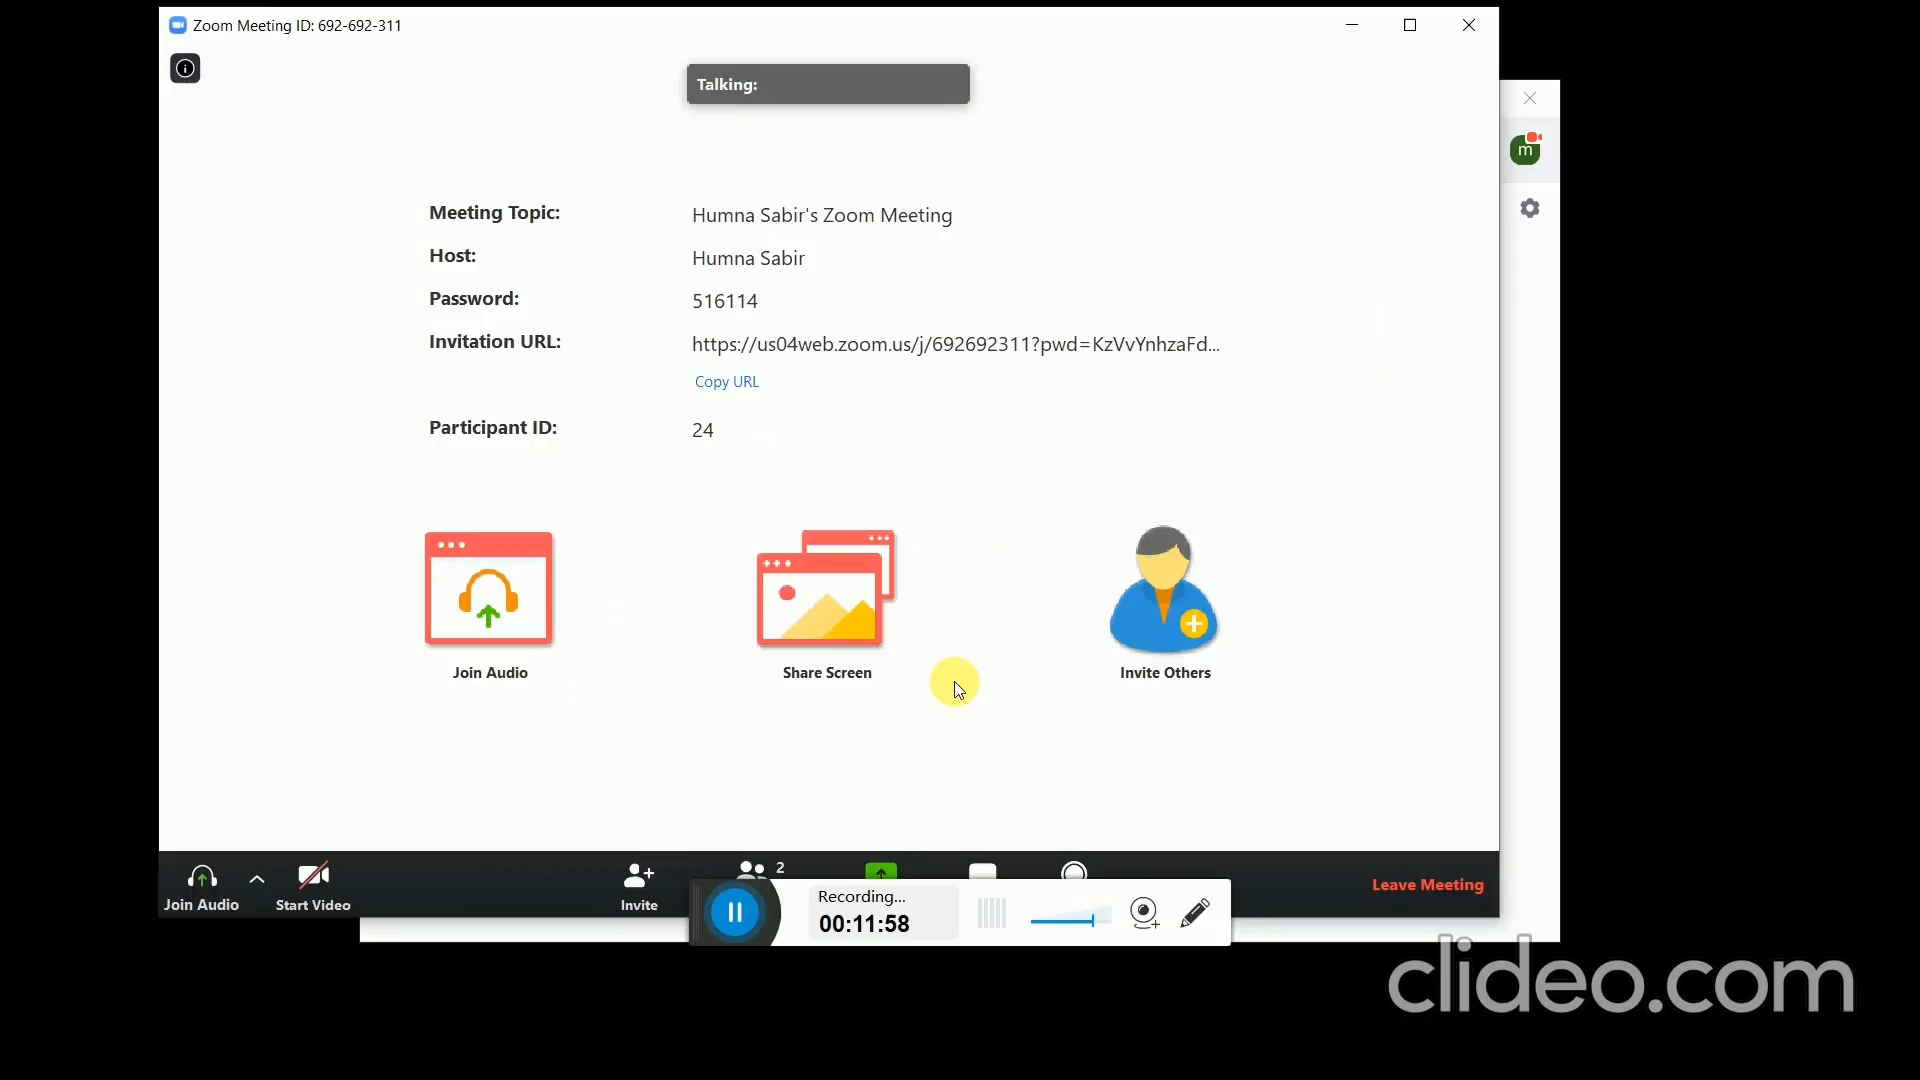 Zoom Meeting ID: 692-692-311
Talking:
m
Meeting Topic: Humna Sabir's Zoom Meeting
Host: Humna Sabir
Password: 516114
Invitation URL: https://us04web.zoom.us/j/692692311?pwd=KzVvYnhzaFd...
Copy URL
Participant ID: 24
Join Audio Share Screen Invite Others
2
Join Audio Start Video Invite Leave Meeting
Recording...
00:11:58
clideo.com